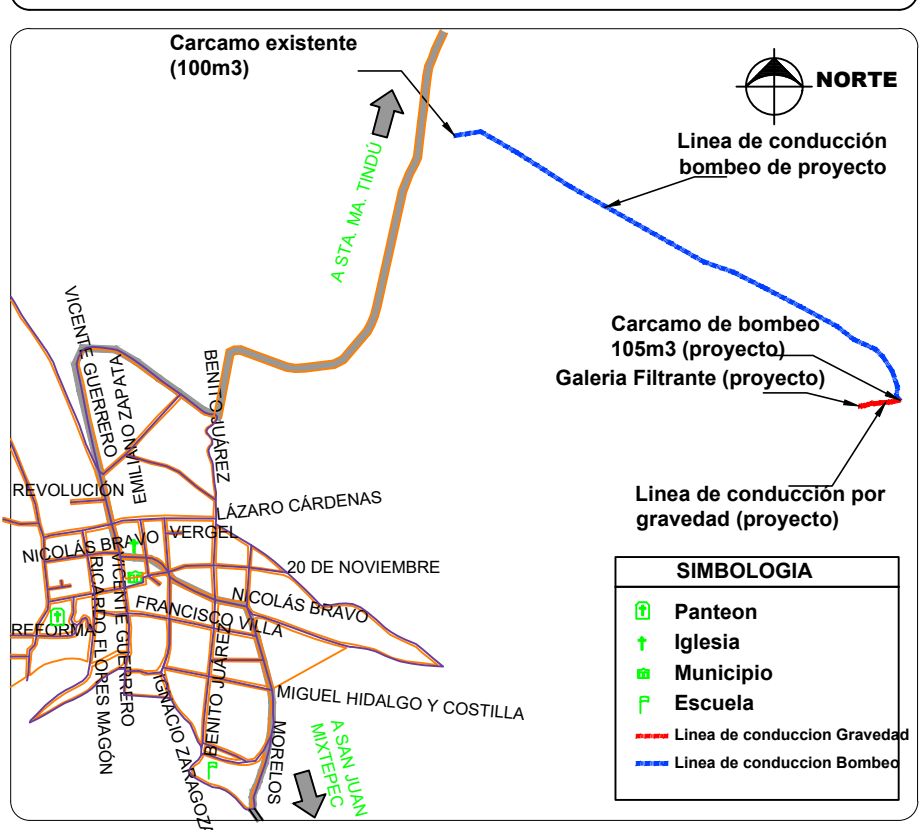 Carcamo existente
(100m3)
NORTE
Linea de conducción
bombeo de proyecto
A STA. MA. TINDÚ
Carcamo de bombeo
105m3 (proyecto)
Galeria Filtrante (proyecto)
Linea de conducción por
gravedad (proyecto)
VICENTE GUERRERO
EMILIANO ZAPATA
BENITO JUÁREZ
REVOLUCIÓN
LÁZARO CÁRDENAS
NICOLÁS BRAVO
VERGEL
20 DE NOVIEMBRE
NICOLÁS BRAVO
FRANCISCO VILLA
REFORMA
RICARDO FLORES MAGÓN
VICENTE GUERRERO
IGNACIO ZARAGOZA
BENITO JUÁREZ
MIGUEL HIDALGO Y COSTILLA
MORELOS
A SAN JUAN
MIXTEPEC
SIMBOLOGIA
Panteon
Iglesia
Municipio
Escuela
Linea de conduccion Gravedad
Linea de conduccion Bombeo